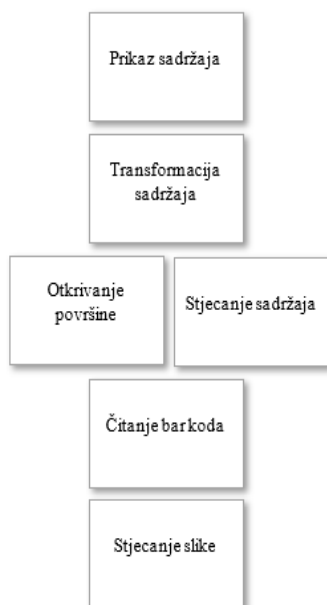 Prikaz sadržaja
Transformacija
sadržaja
Otkrivanje
površine
Stjecanje sadržaja
Čitanje bar koda
Stjecanje slike